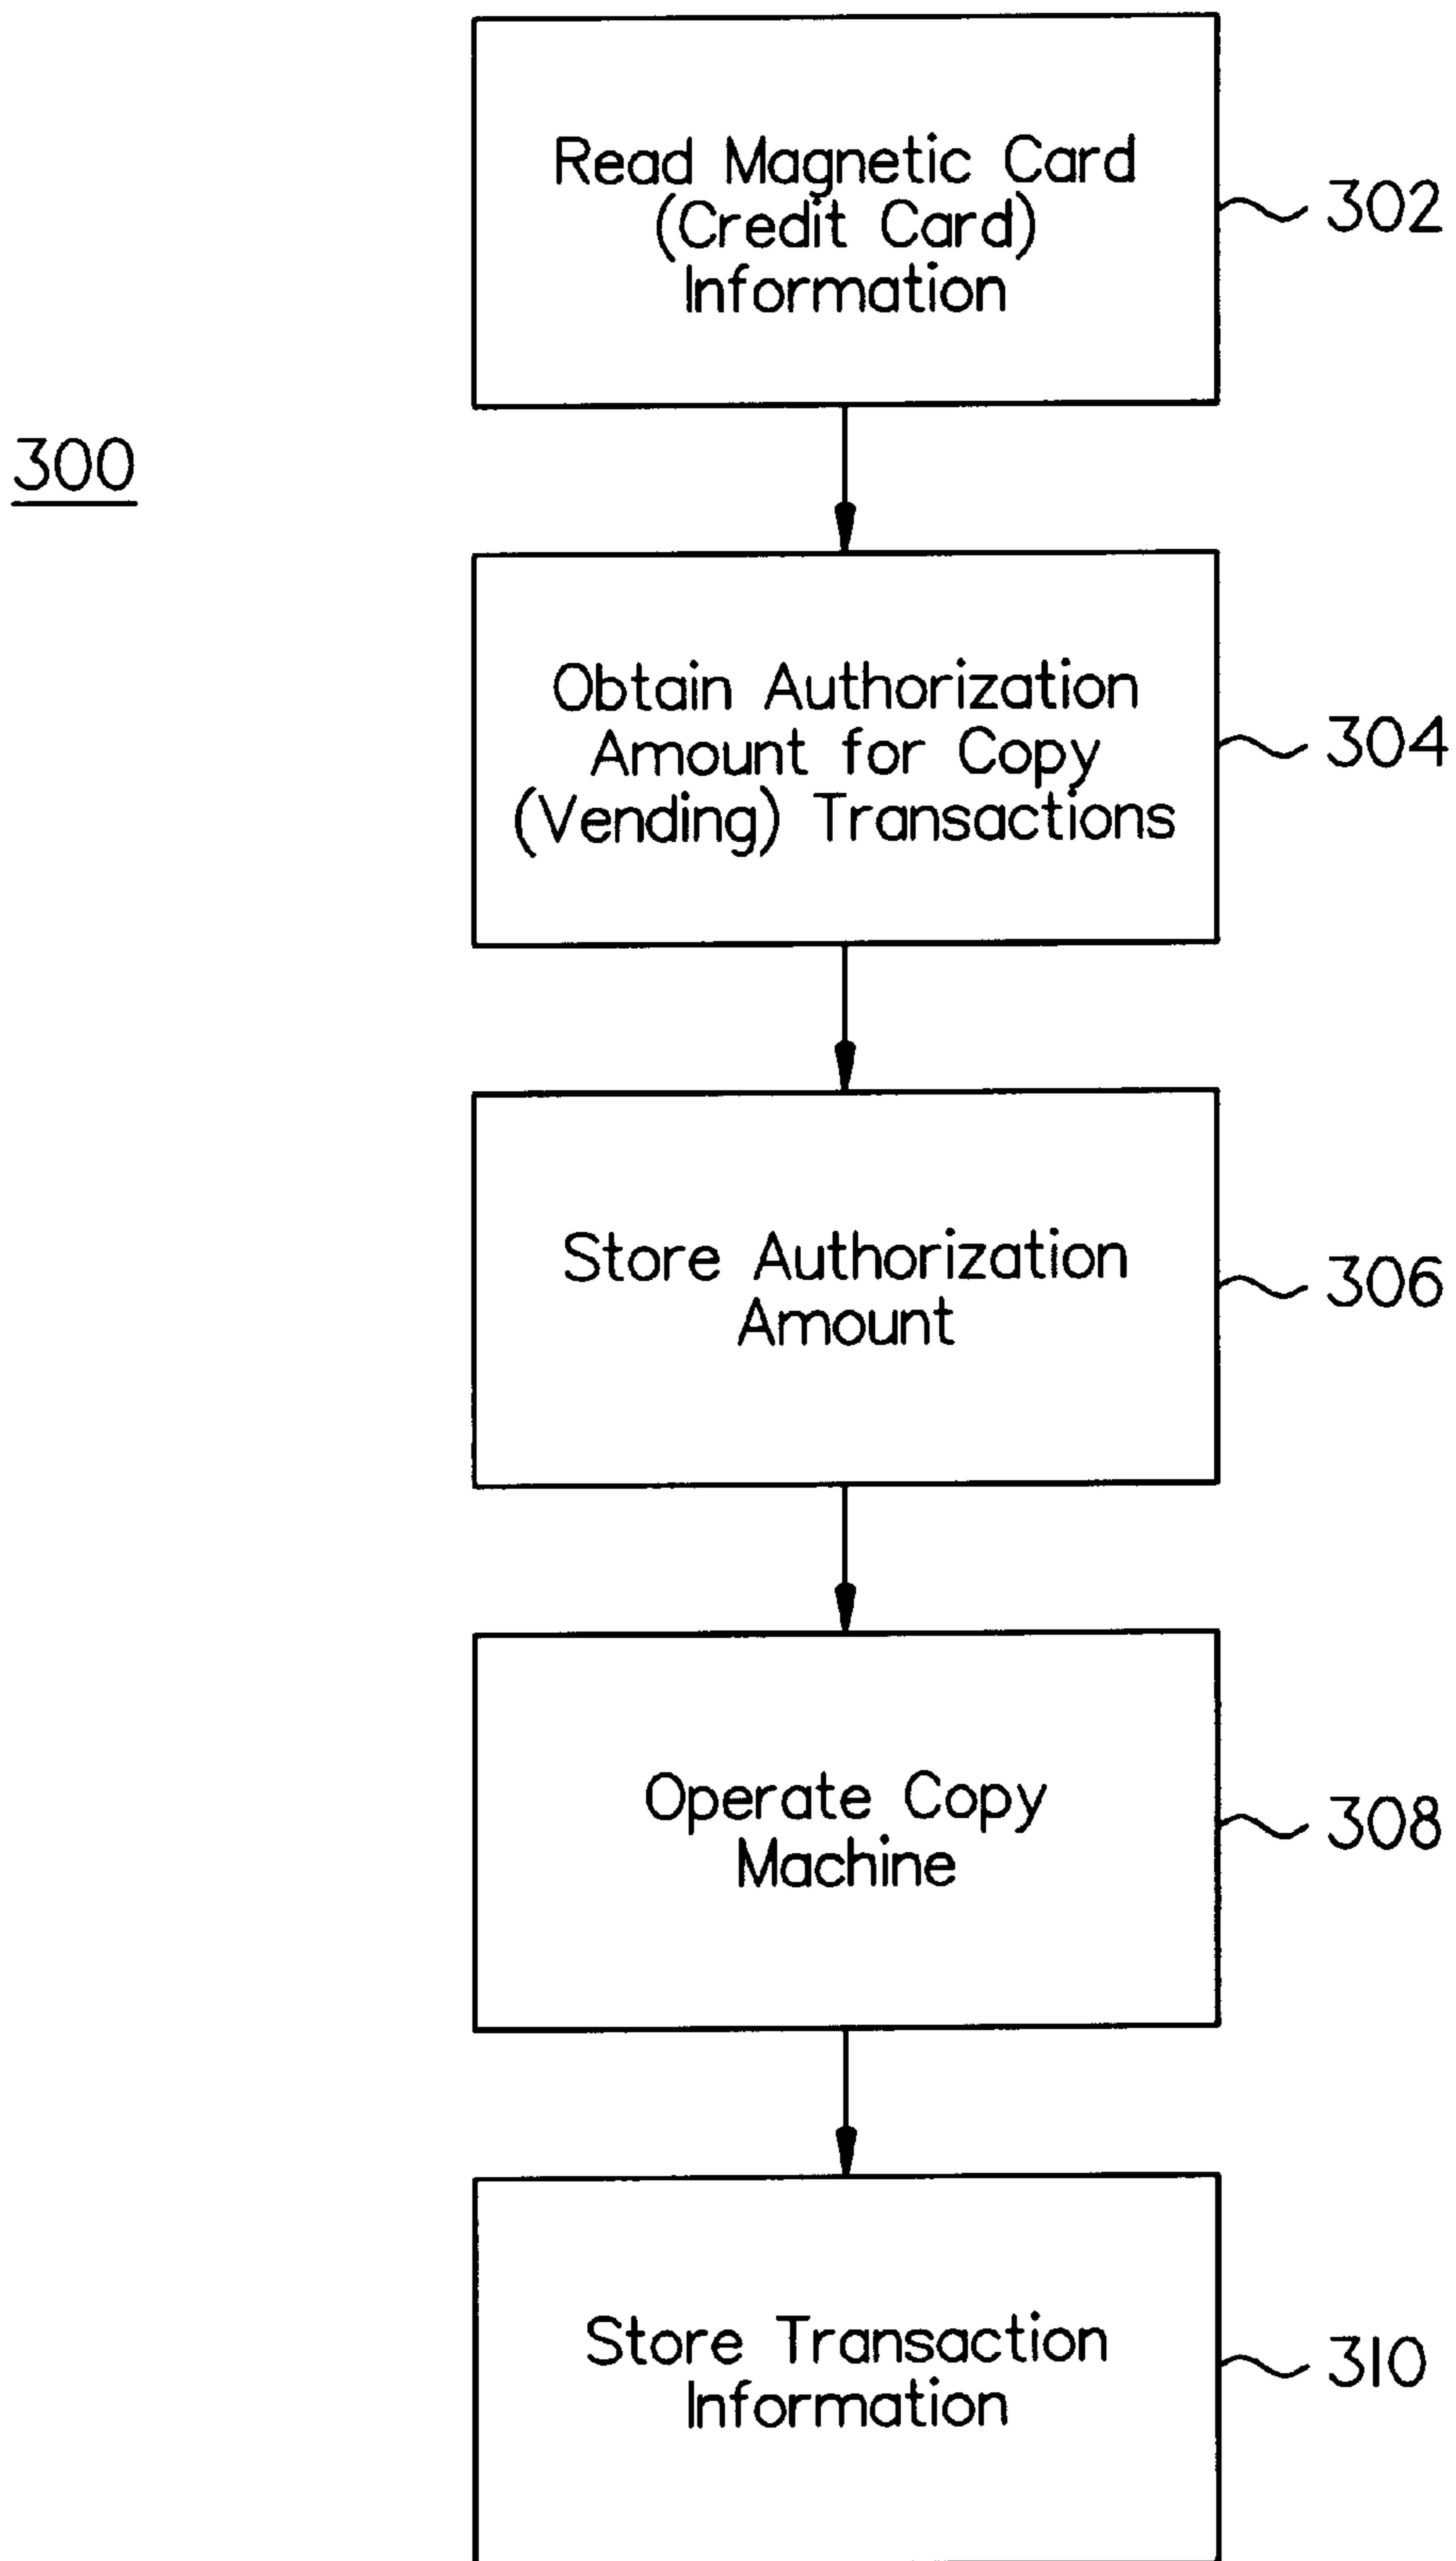 Read Magnetic Card
(Credit Card)
Information
302
300
Obtain Authorization
Amount for Copy
(Vending) Transactions
304
Store Authorization
Amount
306
Operate Copy
Machine
308
Store Transaction
Information
310